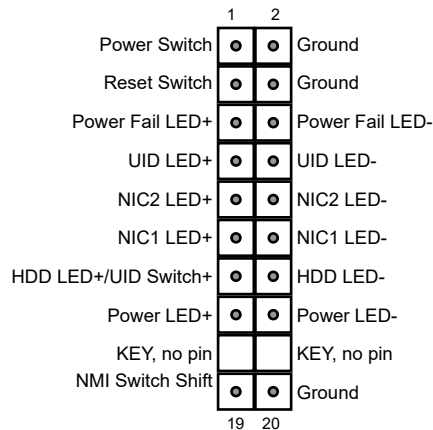 1 2
Power Switch Ground
Reset Switch Ground
Power Fail LED+ Power Fail LED-
UID LED+ UID LED-
NIC2 LED+ NIC2 LED-
NIC1 LED+ NIC1 LED-
HDD LED+/UID Switch+ HDD LED-
Power LED+ Power LED-
KEY, no pin KEY, no pin
NMI Switch Shift Ground
19 20